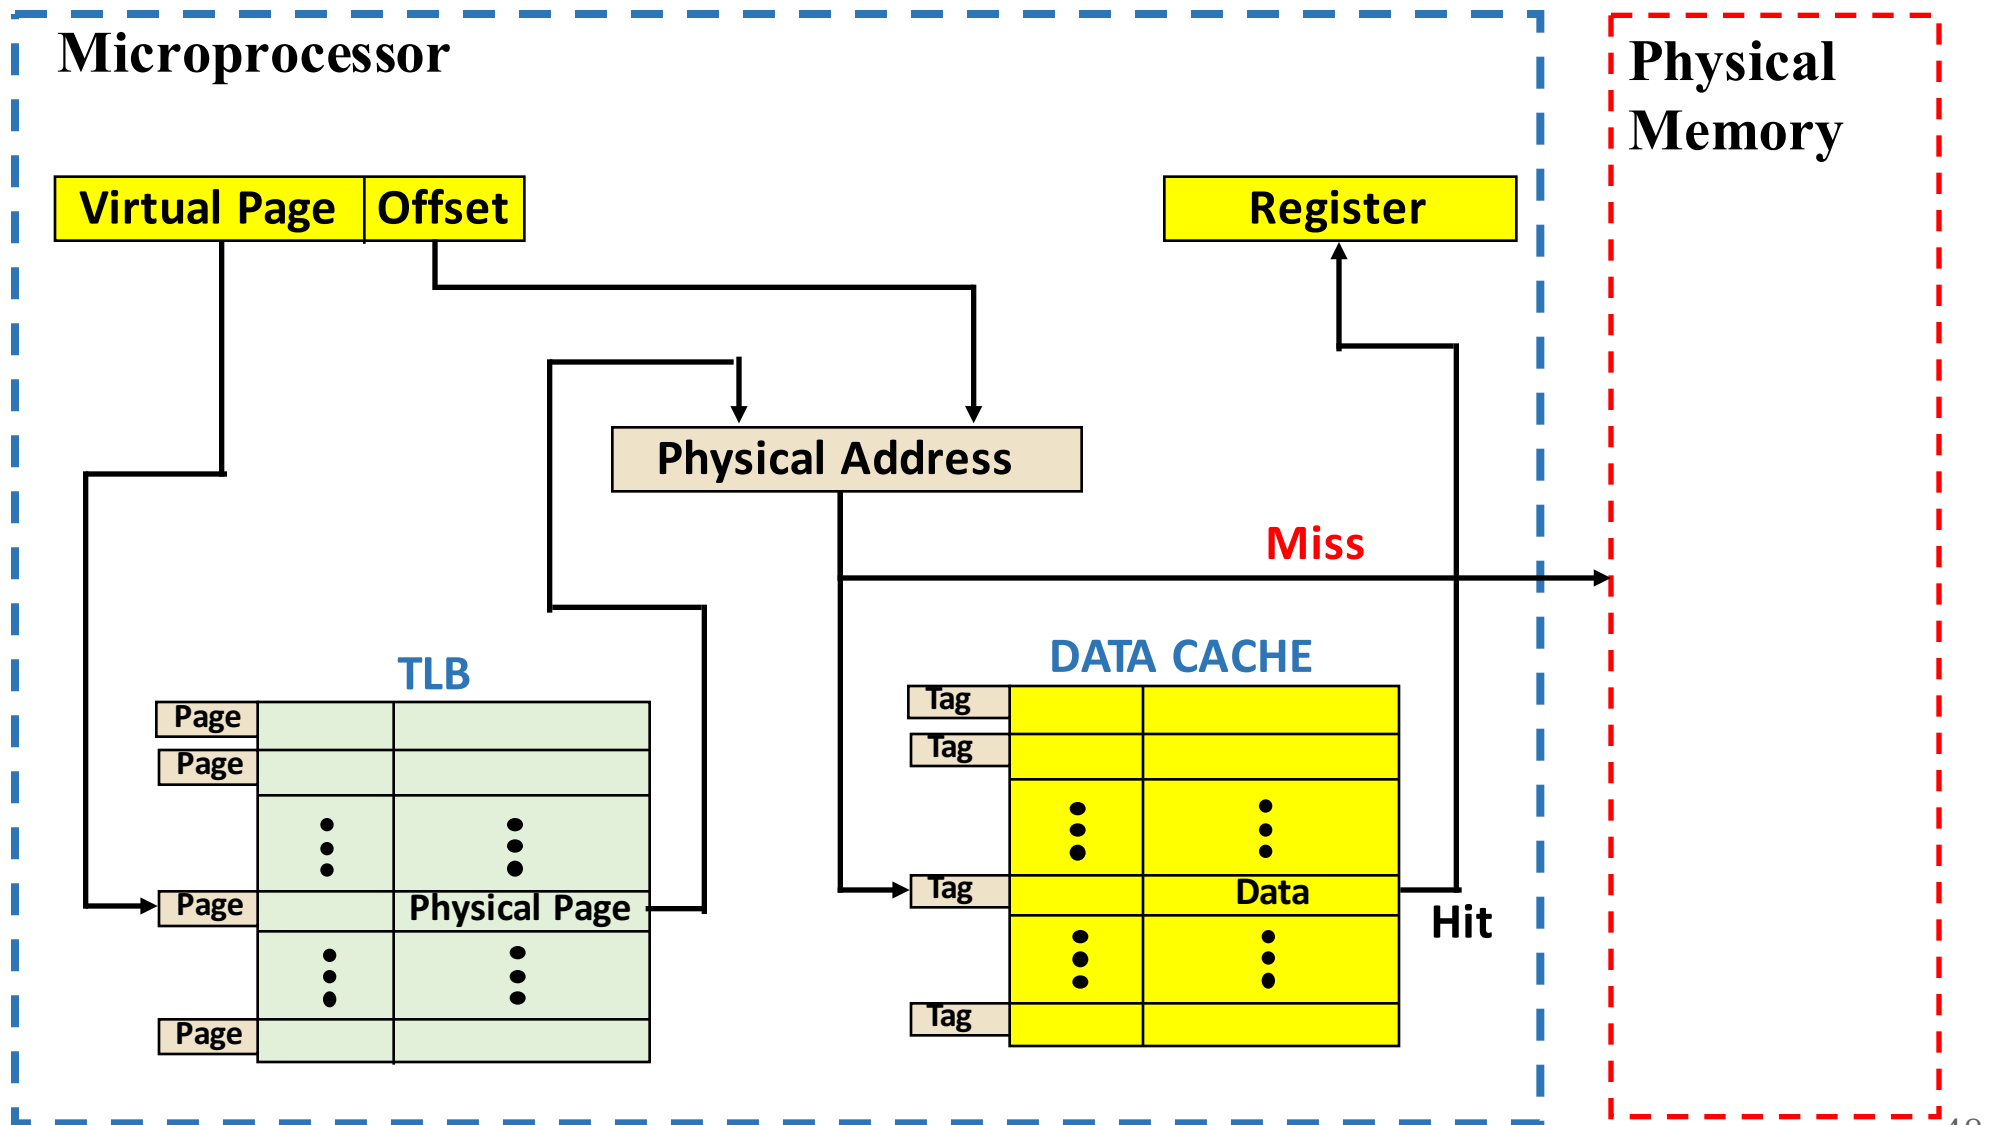 Microprocessor
Physical
Memory
Virtual Page Offset
Register
Physical Address
Miss
TLB
DATA CACHE
Page
Page
Page Physical Page
Page
Tag
Tag
Tag Data
Hit
Tag